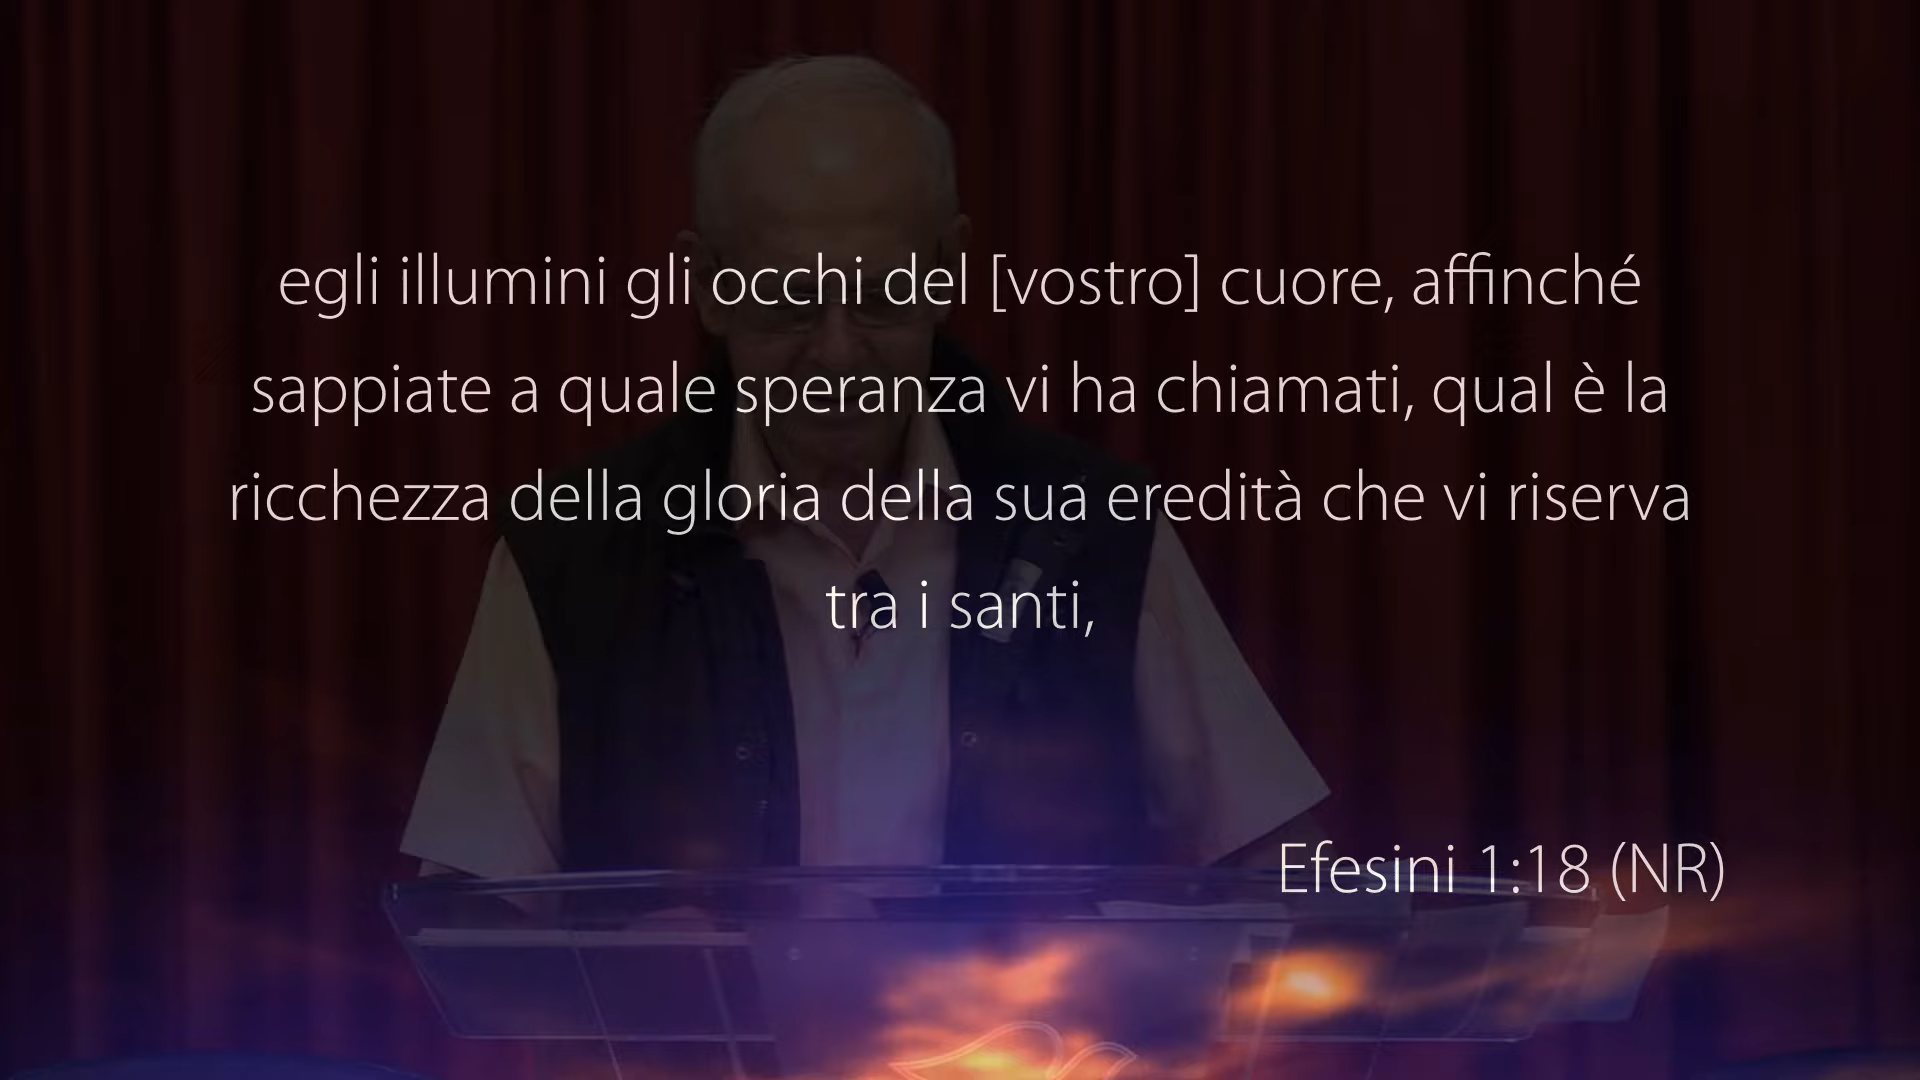 egli illumini gli occhi del [vostro] cuore, affinché
sappiate a quale speranza vi ha chiamati, qual è la
ricchezza della gloria della sua eredità che vi riserva
tra i santi,
Efesini 1:18 (NR)